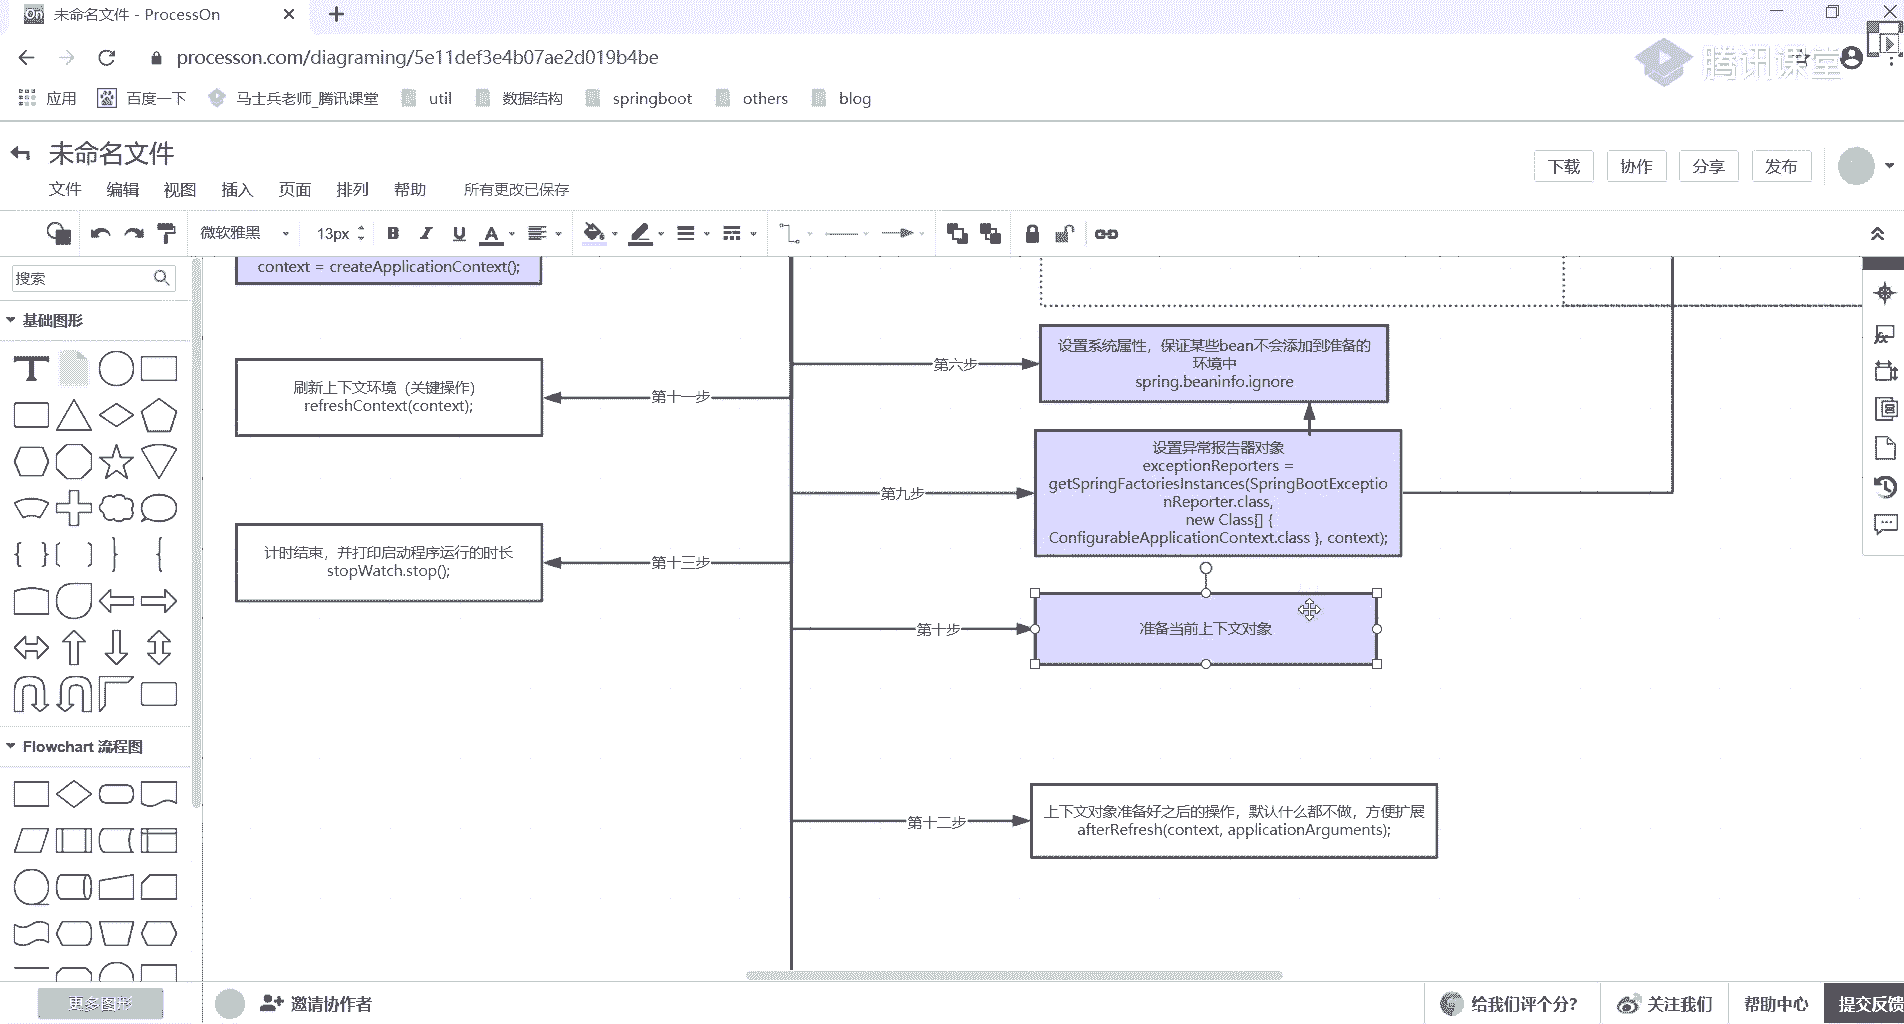 未命名文件 - ProcessOn
processon.com/diagraming/5e11def3e4b07ae2d019b4be
腾讯课堂
应用
百度一下
马士兵老师_腾讯课堂
util
数据结构
springboot
others
blog
未命名文件
下载
协作
分享
发布
文件
编辑
视图
插入
页面
排列
帮助
所有更改已保存
微软雅黑
13px
搜索
基础图形
Flowchart 流程图
更多图形
context = createApplicationContext();
第六步
设置系统属性，保证某些bean不会添加到准备的
环境中
spring.beaninfo.ignore
刷新上下文环境（关键操作）
refreshContext(context);
第十一步
第九步
设置异常报告器对象
exceptionReporters =
getSpringFactoriesInstances(SpringBootExceptio
nReporter.class,
new Class[] {
ConfigurableApplicationContext.class }, context);
计时结束，并打印启动程序运行的时长
stopWatch.stop();
第十三步
第十步
准备当前上下文对象
第十二步
上下文对象准备好之后的操作，默认什么都不做，方便扩展
afterRefresh(context, applicationArguments);
邀请协作者
给我们评个分？
关注我们
帮助中心
提交反馈